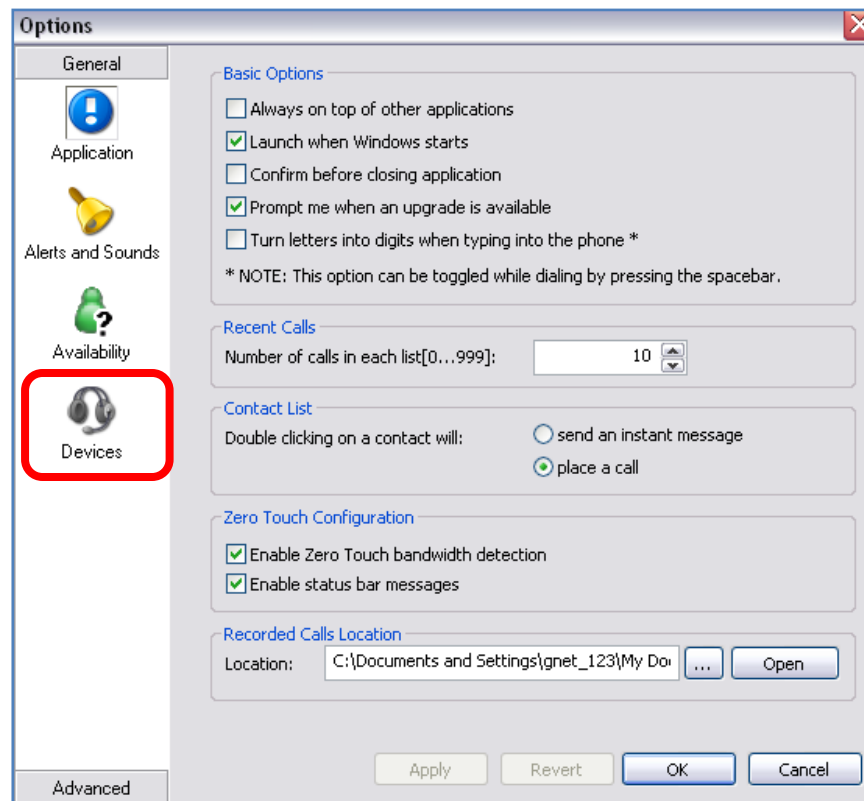 Options
General
Application
Alerts and Sounds
Availability
Devices
Advanced
Basic Options
Always on top of other applications
Launch when Windows starts
Confirm before closing application
Prompt me when an upgrade is available
Turn letters into digits when typing into the phone *
* NOTE: This option can be toggled while dialing by pressing the spacebar.
Recent Calls
Number of calls in each list[0...999]: 10
Contact List
Double clicking on a contact will: send an instant message
place a call
Zero Touch Configuration
Enable Zero Touch bandwidth detection
Enable status bar messages
Recorded Calls Location
Location: C:\Documents and Settings\gnet_123\My ... Open
Apply Revert OK Cancel